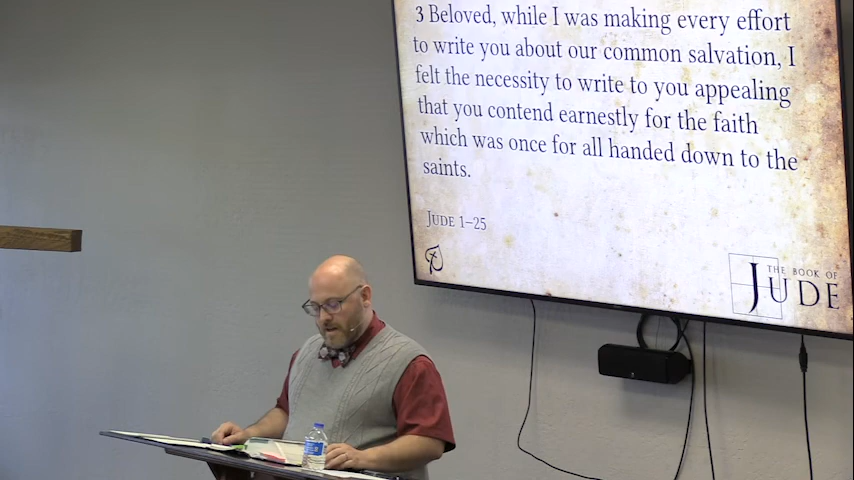 3 Beloved, while I was making every effort
to write you about our common salvation, I
felt the necessity to write to you appealing
that you contend earnestly for the faith
which was once for all handed down to the
saints.
JUDE 1–25
THE BOOK OF
JUDE